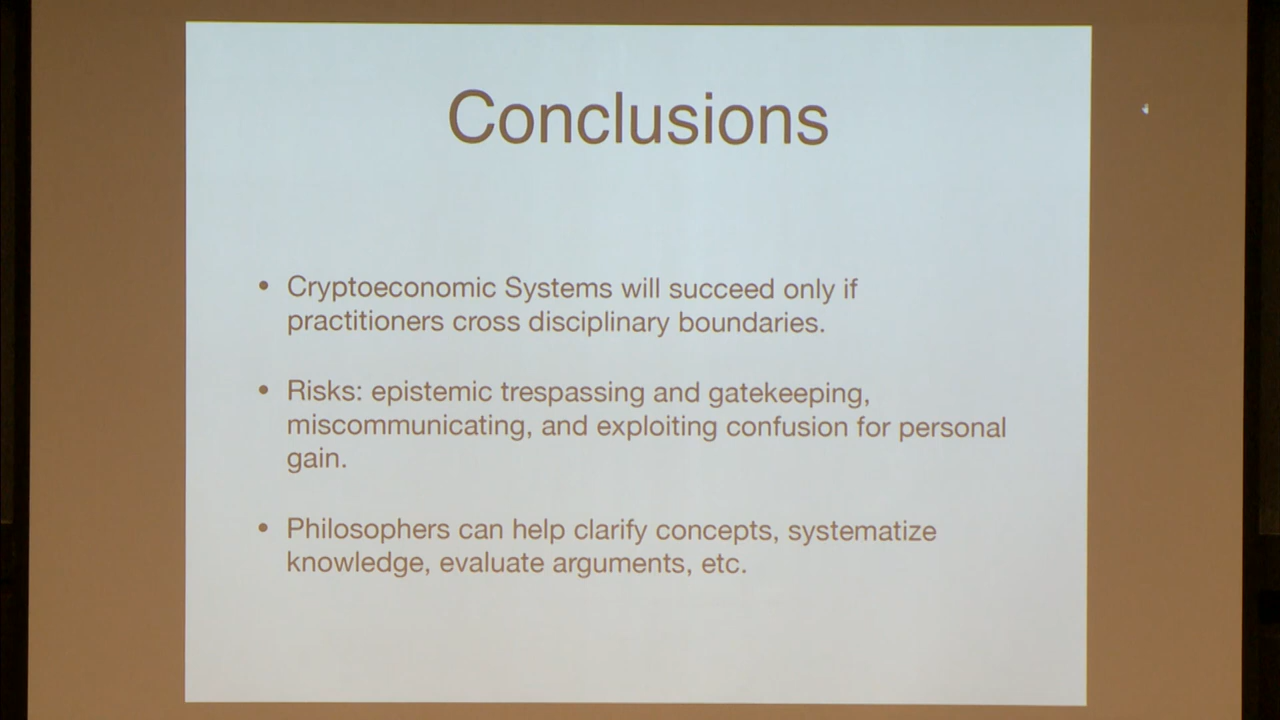 Conclusions
• Cryptoeconomic Systems will succeed only if
practitioners cross disciplinary boundaries.
• Risks: epistemic trespassing and gatekeeping,
miscommunicating, and exploiting confusion for personal
gain.
• Philosophers can help clarify concepts, systematize
knowledge, evaluate arguments, etc.